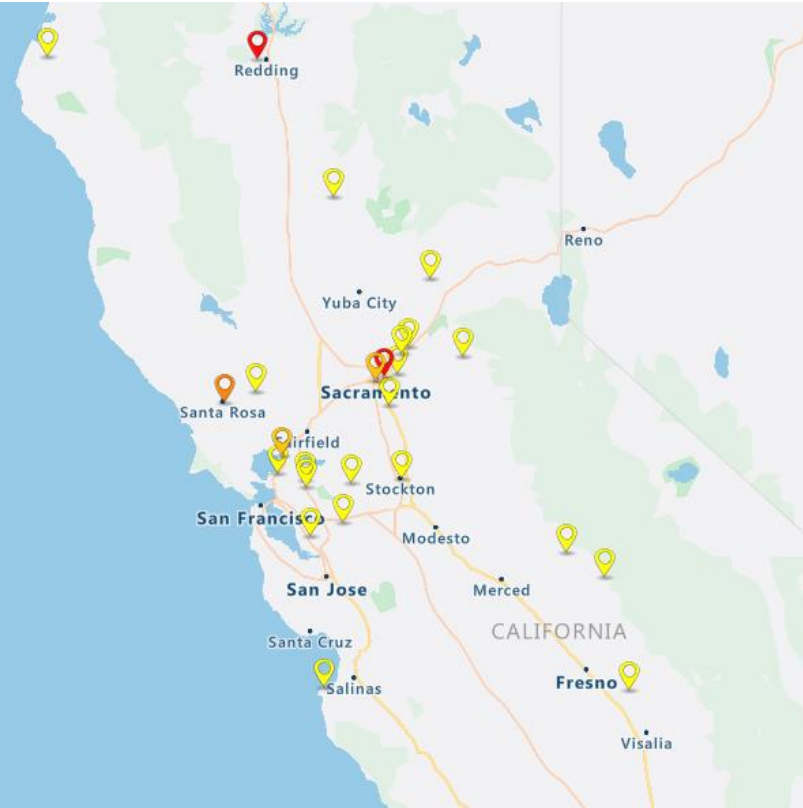 Redding
Reno
Yuba City
Sacramento
Santa Rosa
Fairfield
Stockton
San Francisco
Modesto
San Jose
Merced
CALIFORNIA
Santa Cruz
Fresno
Salinas
Visalia